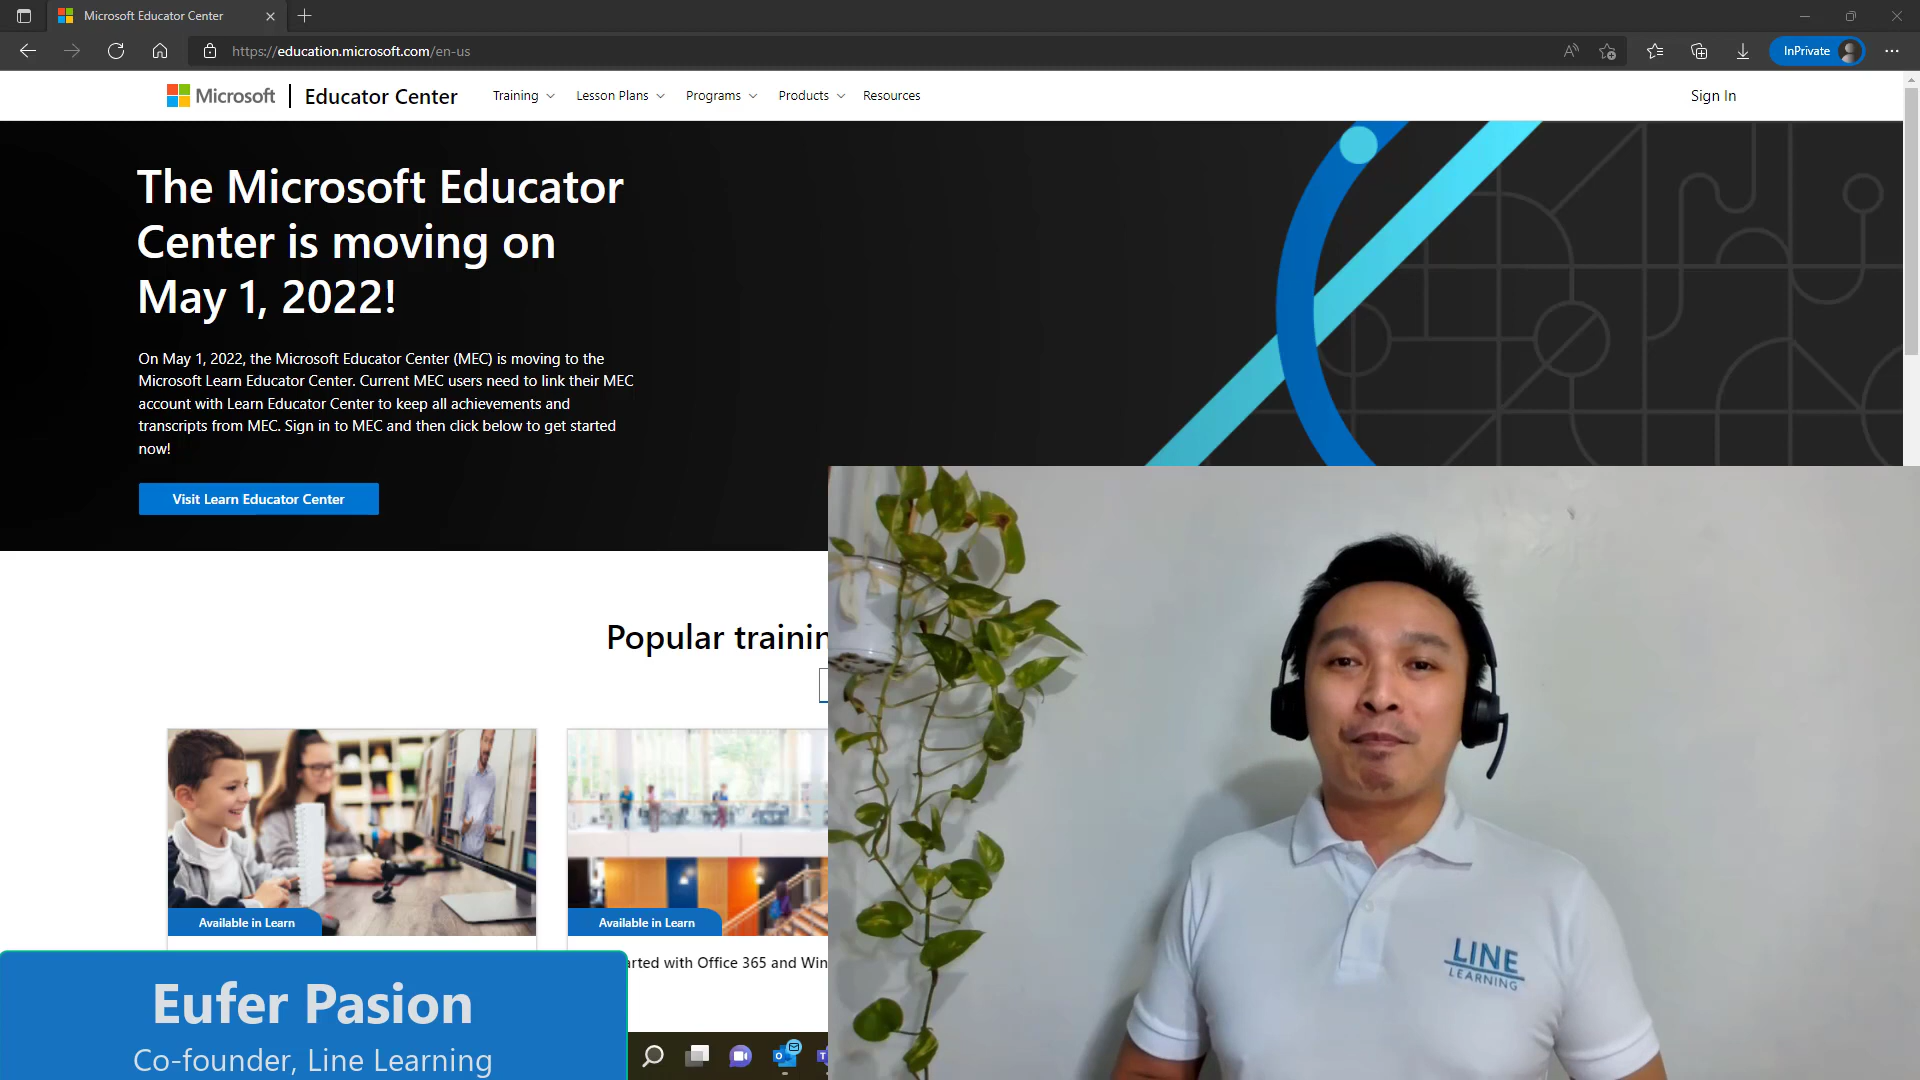 Microsoft Educator Center
https://education.microsoft.com/en-us
InPrivate
Microsoft | Educator Center
Training
Lesson Plans
Programs
Products
Resources
Sign In
The Microsoft Educator
Center is moving on
May 1, 2022!
On May 1, 2022, the Microsoft Educator Center (MEC) is moving to the
Microsoft Learn Educator Center. Current MEC users need to link their MEC
account with Learn Educator Center to keep all achievements and
transcripts from MEC. Sign in to MEC and then click below to get started
now!
Visit Learn Educator Center
Popular
Available in Learn
Available in Learn
with Office 365 and
Eufer Pasion
Co-founder, Line Learning
LINE
LEARNING